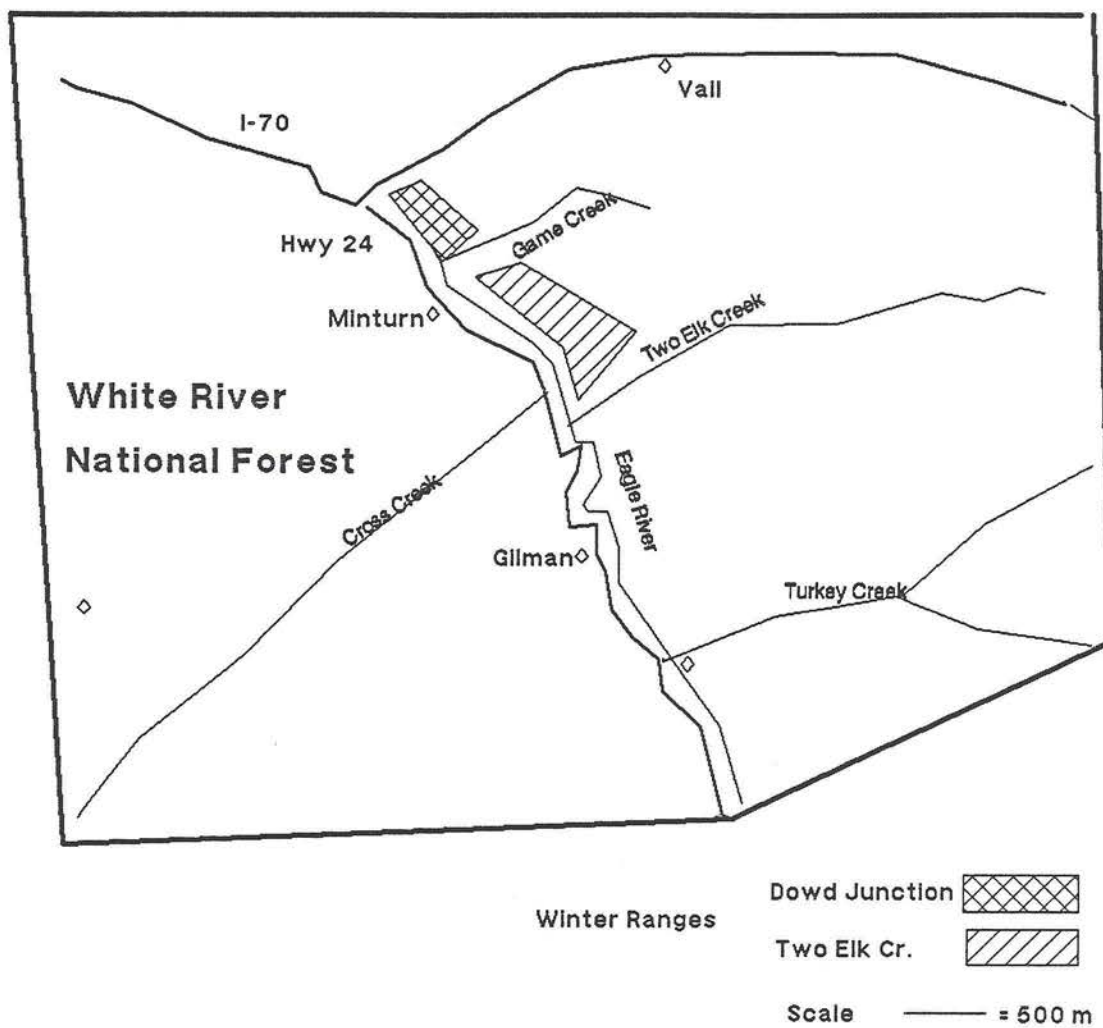 Vail
I-70
Game Creek
Hwy 24
Minturn
Two Elk Creek
White River
National Forest
Cross Creek
Eagle River
Gilman
Turkey Creek
Dowd Junction
Winter Ranges
Two Elk Cr.
Scale = 500 m